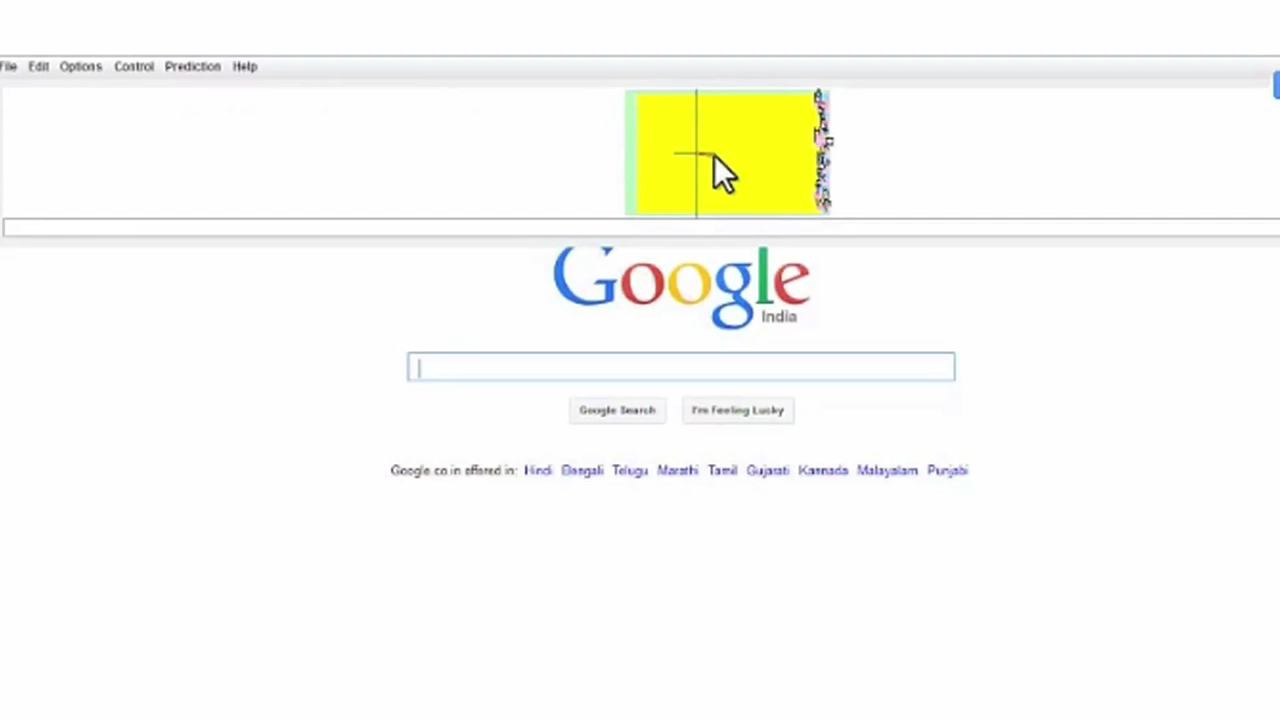 File Edit Options Control Prediction Help
Google
India
Google Search I'm Feeling Lucky
Google.co.in offered in: Hindi Bengali Telugu Marathi Tamil Gujarati Kannada Malayalam Punjabi